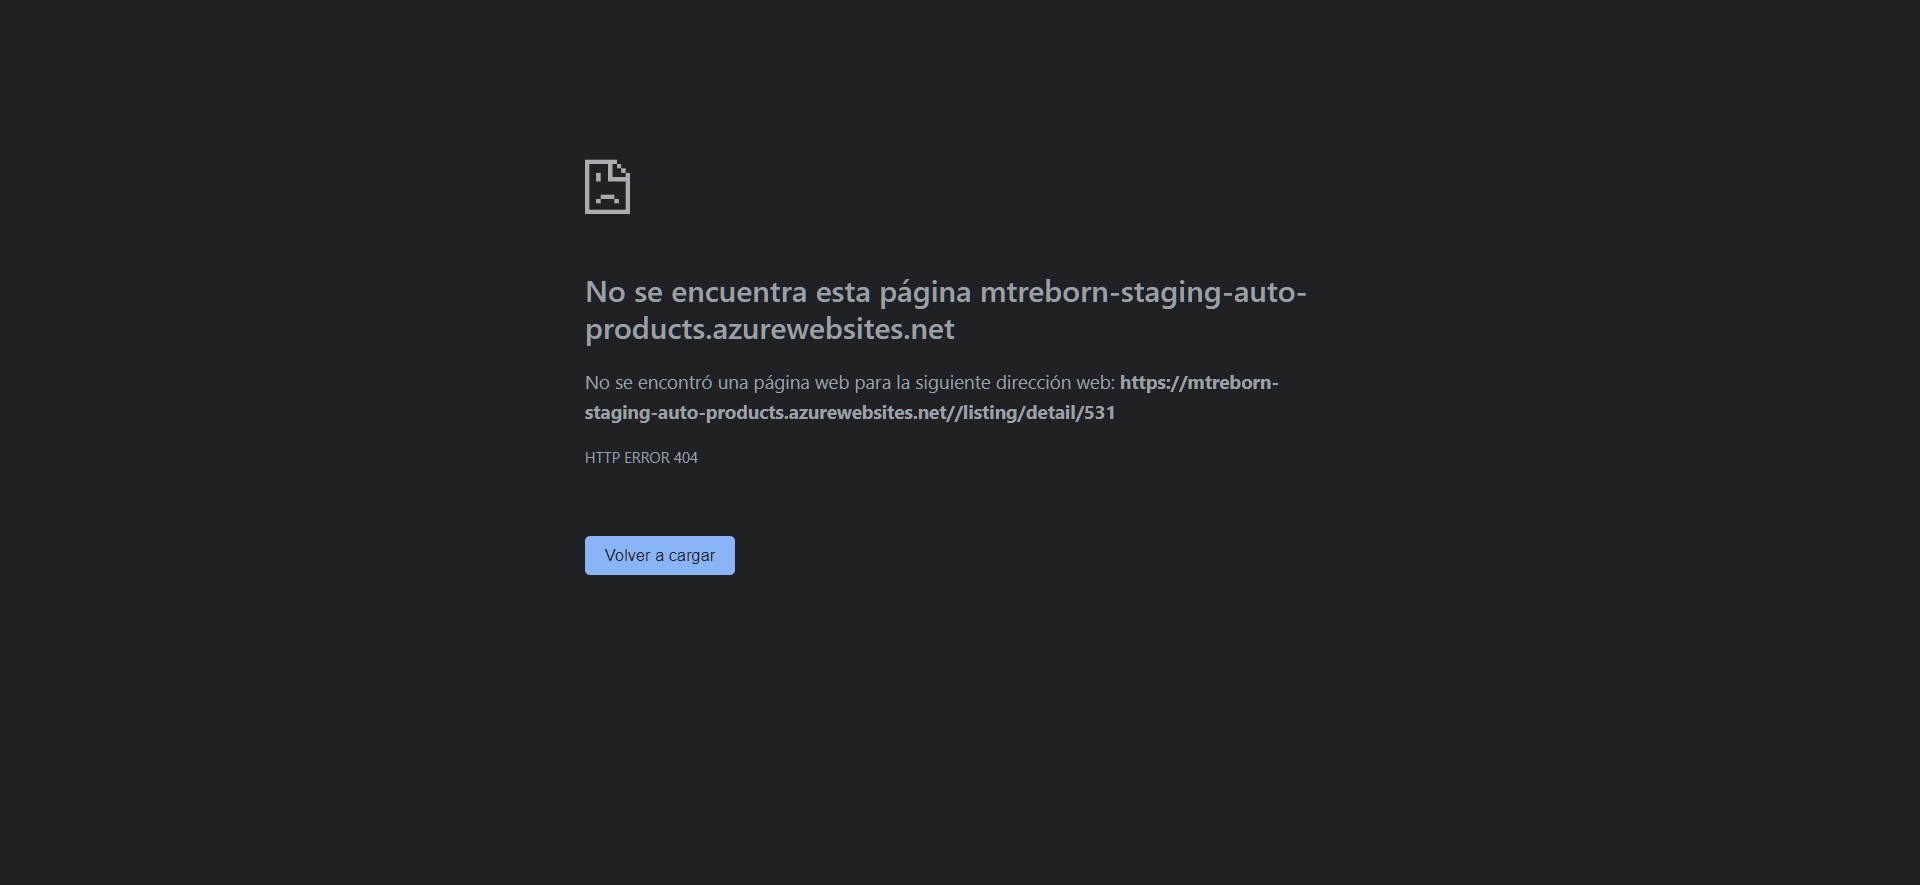 No se encuentra esta página mtreborn-staging-auto-
products.azurewebsites.net
No se encontró una página web para la siguiente dirección web: https://mtreborn-
staging-auto-products.azurewebsites.net//listing/detail/531
HTTP ERROR 404
Volver a cargar